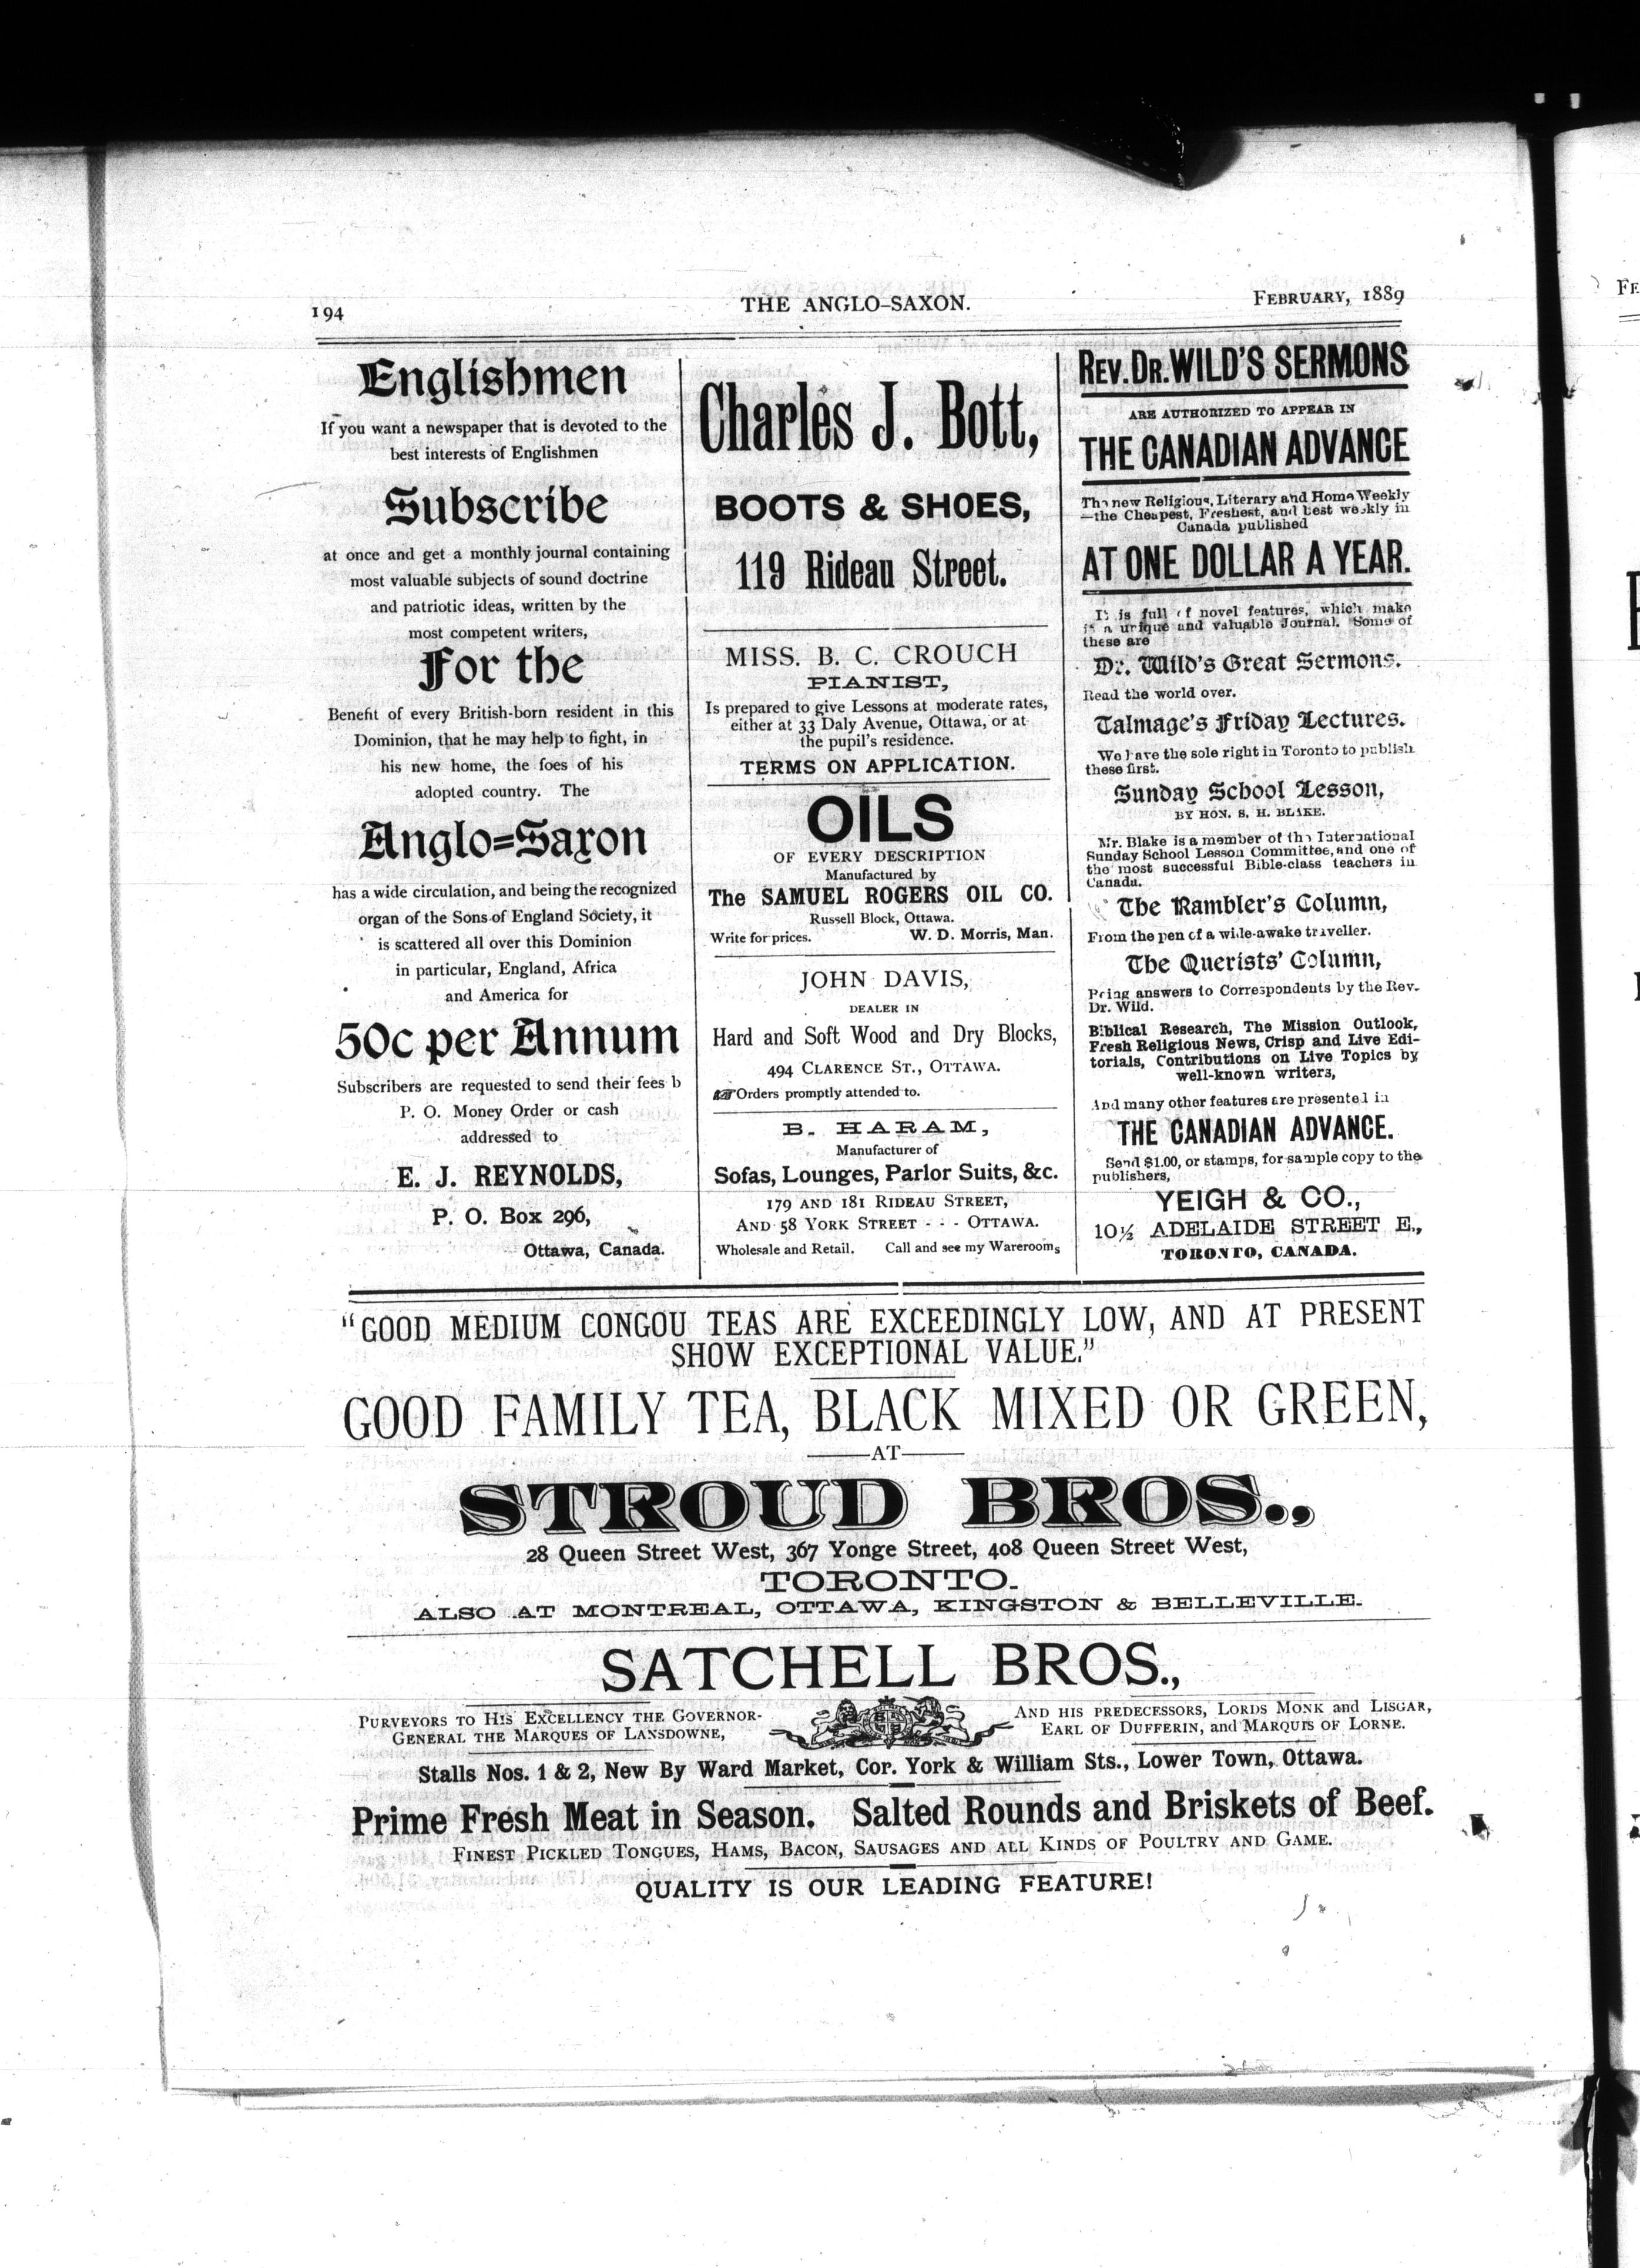 194
THE ANGLO-SAXON.
FEBRUARY, 1889
Englishmen
If you want a newspaper that is devoted to the
best interests of Englishmen
Subscribe
at once and get a monthly journal containing
most valuable subjects of sound doctrine
and patriotic ideas, written by the
most competent writers,
For the
Benefit of every British-born resident in this
Dominion, that he may help to fight, in
his new home, the foes of his
adopted country. The
Anglo=Saxon
has a wide circulation, and being the recognized
organ of the Sons of England Society, it
is scattered all over this Dominion
in particular, England, Africa
and America for
50c per Annum
Subscribers are requested to send their fees b
P. O. Money Order or cash
addressed to
E. J. REYNOLDS,
P. O. Box 296,
Ottawa, Canada.
Charles J. Bott,
BOOTS & SHOES,
119 Rideau Street.
MISS. B. C. CROUCH
PIANIST,
Is prepared to give Lessons at moderate rates,
either at 33 Daly Avenue, Ottawa, or at
the pupil's residence.
TERMS ON APPLICATION.
OILS
OF EVERY DESCRIPTION
Manufactured by
The SAMUEL ROGERS OIL CO.
Russell Block, Ottawa.
Write for prices. W. D. Morris, Man.
JOHN DAVIS,
DEALER IN
Hard and Soft Wood and Dry Blocks,
494 CLARENCE ST., OTTAWA.
Orders promptly attended to.
B. HARAM,
Manufacturer of
Sofas, Lounges, Parlor Suits, &c.
179 AND 181 RIDEAU STREET,
AND 58 YORK STREET - - - OTTAWA.
Wholesale and Retail. Call and see my Warerooms
REV. DR. WILD'S SERMONS
ARE AUTHORIZED TO APPEAR IN
THE CANADIAN ADVANCE
The new Religious, Literary and Home Weekly
—the Cheapest, Freshest, and best weekly in
Canada published
AT ONE DOLLAR A YEAR.
It is full of novel features, which make
it a unique and valuable Journal. Some of
these are
Dr. Wild's Great Sermons.
Read the world over.
Talmage's Friday Lectures.
We have the sole right in Toronto to publish
these first.
Sunday School Lesson,
BY HON. S. H. BLAKE.
Mr. Blake is a member of the International
Sunday School Lesson Committee, and one of
the most successful Bible-class teachers in
Canada.
The Rambler's Column,
From the pen of a wide-awake traveller.
The Querists' Column,
Being answers to Correspondents by the Rev.
Dr. Wild.
Biblical Research, The Mission Outlook,
Fresh Religious News, Crisp and Live Edi-
torials, Contributions on Live Topics by
well-known writers,
And many other features are presented in
THE CANADIAN ADVANCE.
Send $1.00, or stamps, for sample copy to the
publishers,
YEIGH & CO.,
10½ ADELAIDE STREET E.,
TORONTO, CANADA.
"GOOD MEDIUM CONGOU TEAS ARE EXCEEDINGLY LOW, AND AT PRESENT
SHOW EXCEPTIONAL VALUE."
GOOD FAMILY TEA, BLACK MIXED OR GREEN,
—AT—
STROUD BROS.,
28 Queen Street West, 367 Yonge Street, 408 Queen Street West,
TORONTO.
ALSO AT MONTREAL, OTTAWA, KINGSTON & BELLEVILLE.
SATCHELL BROS.,
PURVEYORS TO HIS EXCELLENCY THE GOVERNOR-
GENERAL THE MARQUES OF LANSDOWNE,
AND HIS PREDECESSORS, LORDS MONK and LISGAR,
EARL OF DUFFERIN, and MARQUIS OF LORNE.
Stalls Nos. 1 & 2, New By Ward Market, Cor. York & William Sts., Lower Town, Ottawa.
Prime Fresh Meat in Season. Salted Rounds and Briskets of Beef.
FINEST PICKLED TONGUES, HAMS, BACON, SAUSAGES AND ALL KINDS OF POULTRY AND GAME.
QUALITY IS OUR LEADING FEATURE!